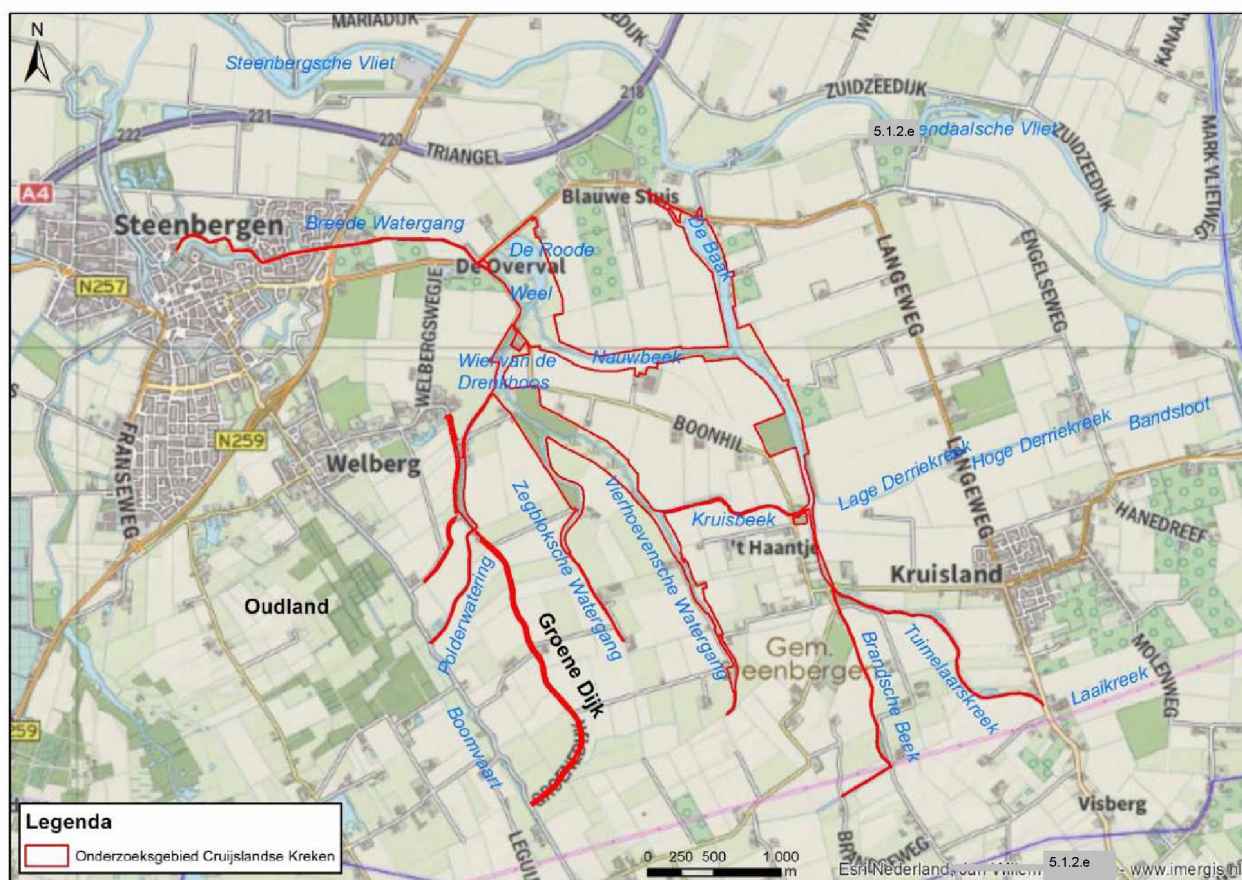 N
MARIADIJK
Steenbergsche Vliet
218
ZUIDZEEDIJK
KANAA
222
221
220
TRIANGEL
5.1.2.e
endaalsche Vliet
ZUIDZEEDIJK
MARK VLIETWEG
A4
Steenbergen
Breede Watergang
Blauwe Sluis
De Roode
Weel
De Overval
De Baak
LANGEWEG
ENGELSEWEG
N257
WELBERGSWEGJE
Wiel van de
Drenkhoos
Nauwbeek
BOONHIL
FRANSEWEG
N259
Welberg
Lage Derriekreek
Hoge Derriekreek
Bandsloot
LANGEWEG
HANEDREEF
Zegbloksche Watergang
Vierhoevensche Watergang
Kruisbeek
't Haantje
Kruisland
Oudland
Polderwatering
Groene Dijk
Gem.
Steenbergen
Brandsche Beek
Tuimelaarskreek
MOLENWEG
Laaikreek
Boomvaart
259
Visberg
Legenda
Onderzoeksgebied Cruijslandse Kreken
0 250 500 1.000
m
Esri Nederland,
5.1.2.e
- www.imergis.nl